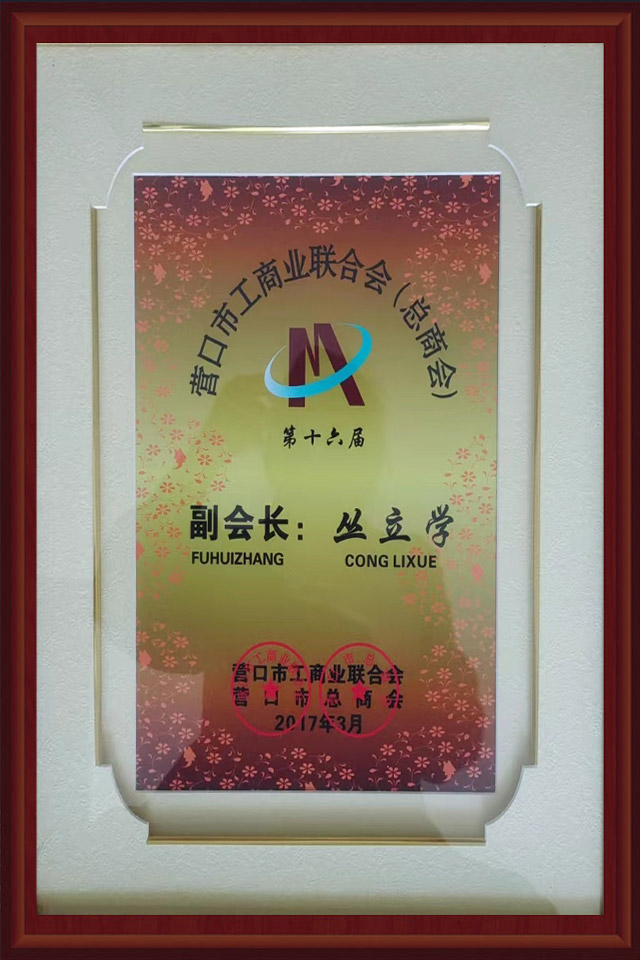 营口市工商业联合会（总商会）
第十六届
副会长：丛立学
FUHUIZHANG CONG LIXUE
营口市工商业联合会
营口市总商会
2017年3月